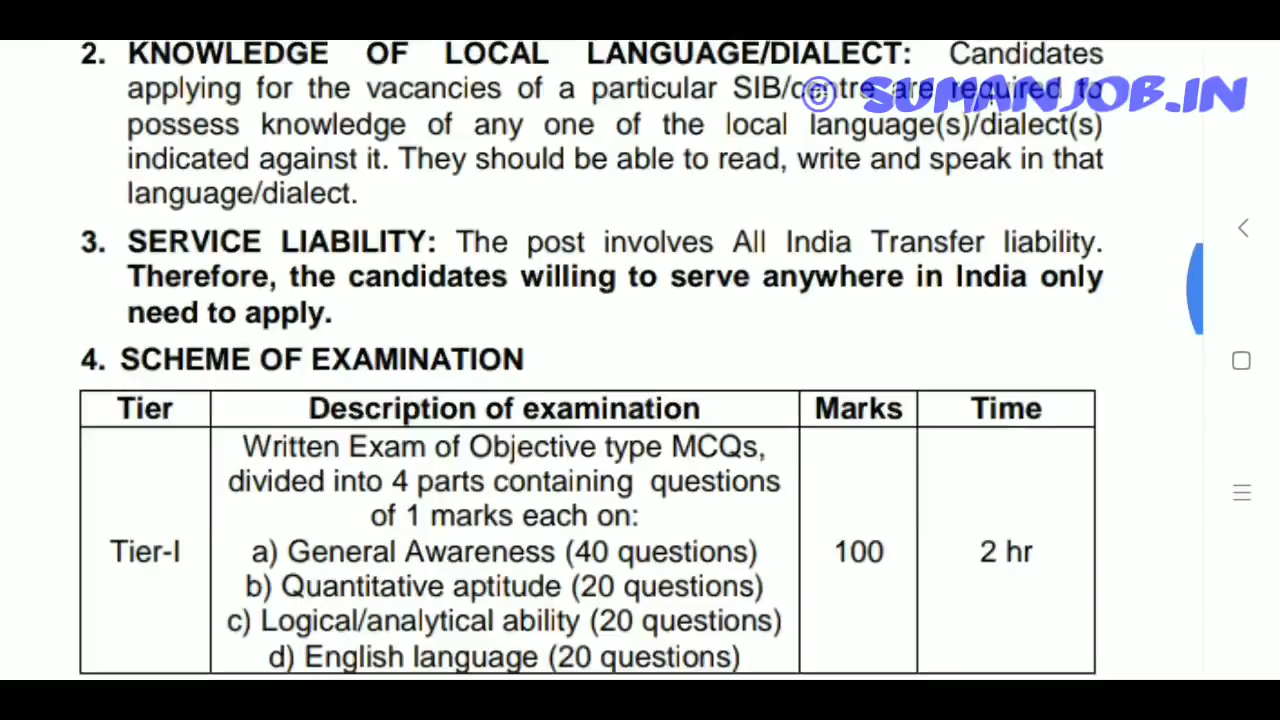 2. KNOWLEDGE OF LOCAL LANGUAGE/DIALECT: Candidates
applying for the vacancies of a particular SIB/centre are required to
© SUMANJOB.IN
possess knowledge of any one of the local language(s)/dialect(s)
indicated against it. They should be able to read, write and speak in that
language/dialect.
3. SERVICE LIABILITY: The post involves All India Transfer liability.
Therefore, the candidates willing to serve anywhere in India only
need to apply.
4. SCHEME OF EXAMINATION
Tier Description of examination Marks Time
Written Exam of Objective type MCQs,
divided into 4 parts containing questions
of 1 marks each on:
Tier-I a) General Awareness (40 questions) 100 2 hr
b) Quantitative aptitude (20 questions)
c) Logical/analytical ability (20 questions)
d) English language (20 questions)